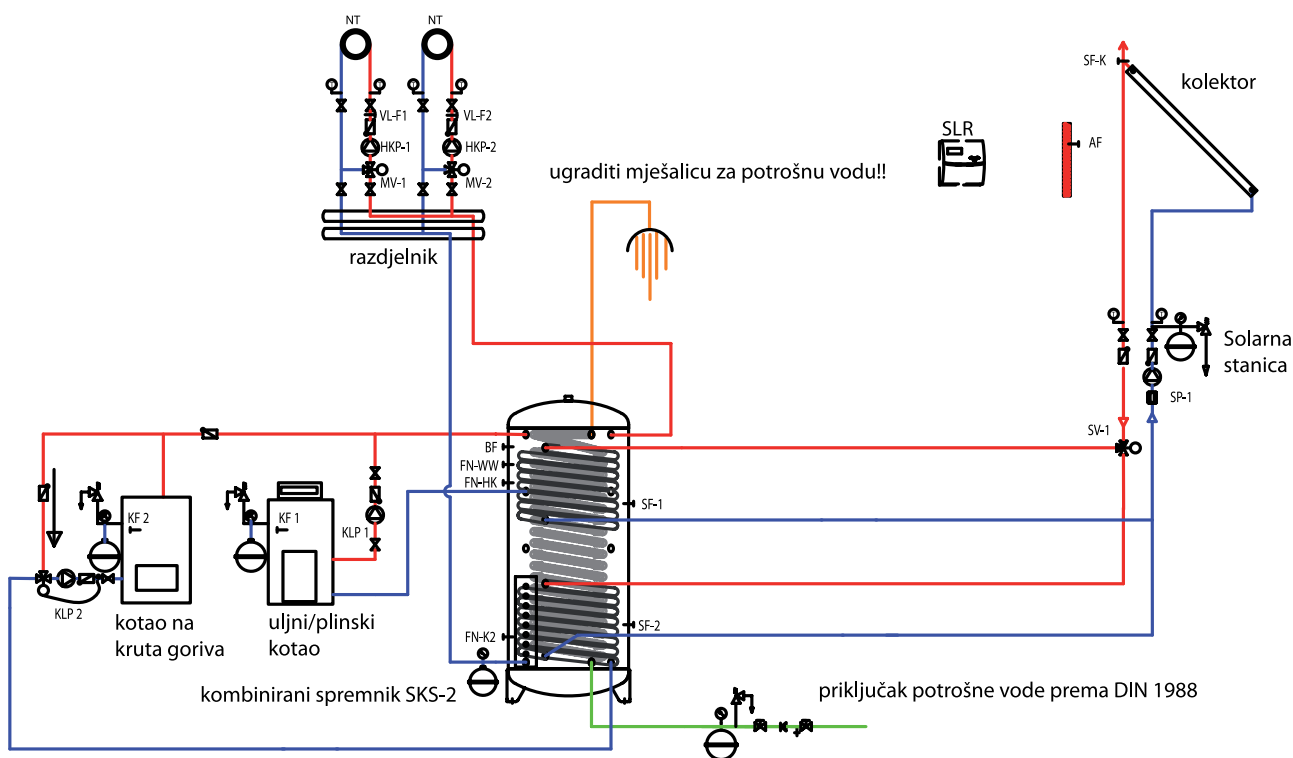 NT
NT
SF-K
kolektor
VL-F1
VL-F2
SLR
AF
HKP-1
HKP-2
ugraditi mješalicu za potrošnu vodu!!
MV-1
MV-2
razdjelnik
Solarna
stanica
SP-1
SV-1
BF
FN-WW
FN-HK
SF-1
KF 2
KF 1
KLP 1
KLP 2
kotao na
kruta goriva
uljni/plinski
kotao
FN-K2
SF-2
kombinirani spremnik SKS-2
priključak potrošne vode prema DIN 1988